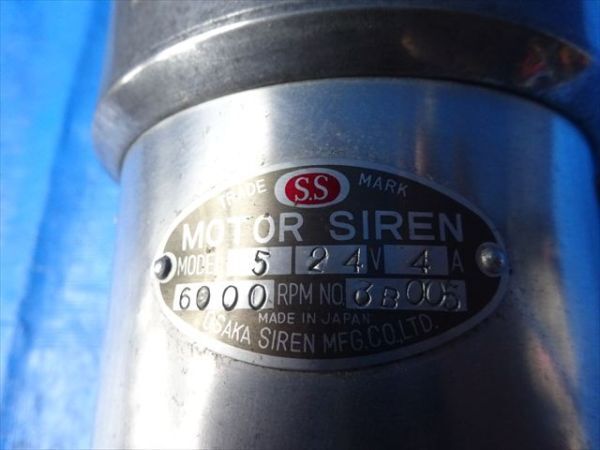 TRADE S.S MARK
MOTOR SIREN
MODEL 5 24 V 4 A
6000 RPM NO. 3B005
MADE IN JAPAN
OSAKA SIREN MFG.CO.,LTD.